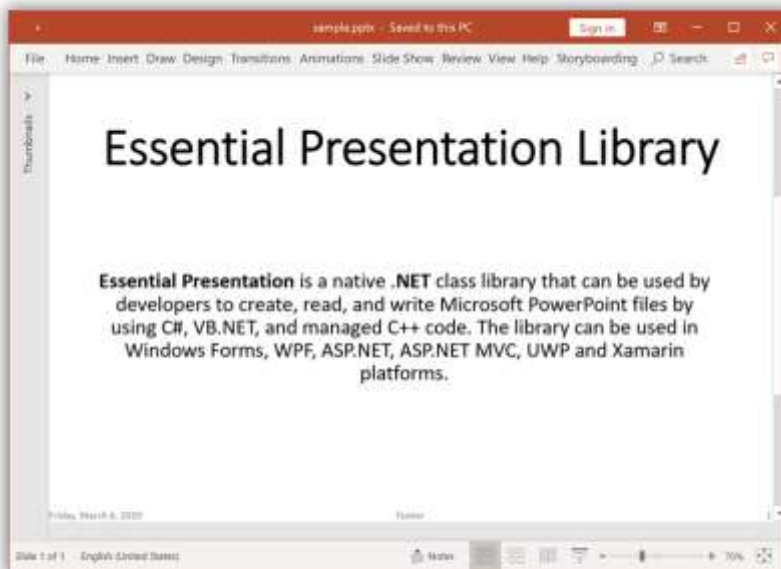 sample.pptx - Saved to this PC
Sign in
File Home Insert Draw Design Transitions Animations Slide Show Review View Help Storyboarding Search
Thumbnails
Essential Presentation Library
Essential Presentation is a native .NET class library that can be used by
developers to create, read, and write Microsoft PowerPoint files by
using C#, VB.NET, and managed C++ code. The library can be used in
Windows Forms, WPF, ASP.NET, ASP.NET MVC, UWP and Xamarin
platforms.
Friday, March 6, 2020 Footer 1
Slide 1 of 1 English (United States) Notes 76%